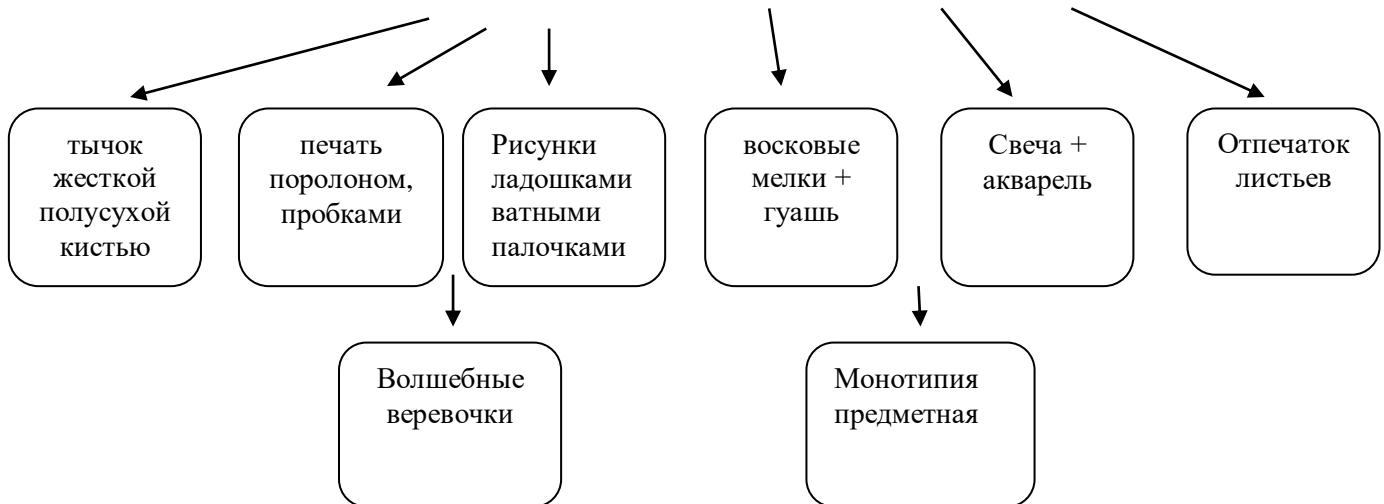 тычок
жесткой
полусухой
кистью
печать
поролоном,
пробками
Рисунки
ладошками
ватными
палочками
восковые
мелки +
гуашь
Свеча +
акварель
Отпечаток
листьев
Волшебные
веревочки
Монотипия
предметная